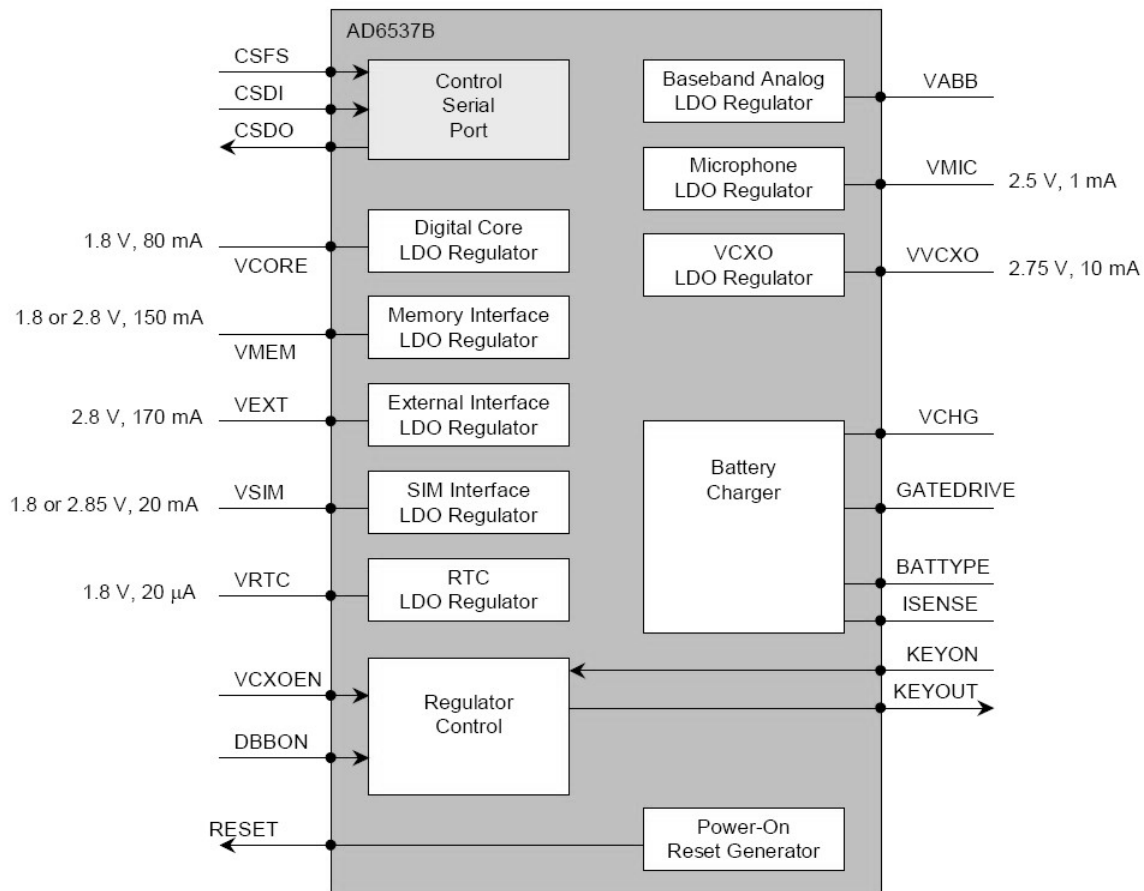 AD6537B
CSFS
CSDI
CSDO
Control
Serial
Port
Baseband Analog
LDO Regulator
VABB
Microphone
LDO Regulator
VMIC
2.5 V, 1 mA
1.8 V, 80 mA
VCORE
Digital Core
LDO Regulator
VCXO
LDO Regulator
VVCXO
2.75 V, 10 mA
1.8 or 2.8 V, 150 mA
VMEM
Memory Interface
LDO Regulator
2.8 V, 170 mA
VEXT
External Interface
LDO Regulator
1.8 or 2.85 V, 20 mA
VSIM
SIM Interface
LDO Regulator
1.8 V, 20 μA
VRTC
RTC
LDO Regulator
Battery
Charger
VCHG
GATEDRIVE
BATTYPE
ISENSE
VCXOEN
DBBON
Regulator
Control
KEYON
KEYOUT
RESET
Power-On
Reset Generator